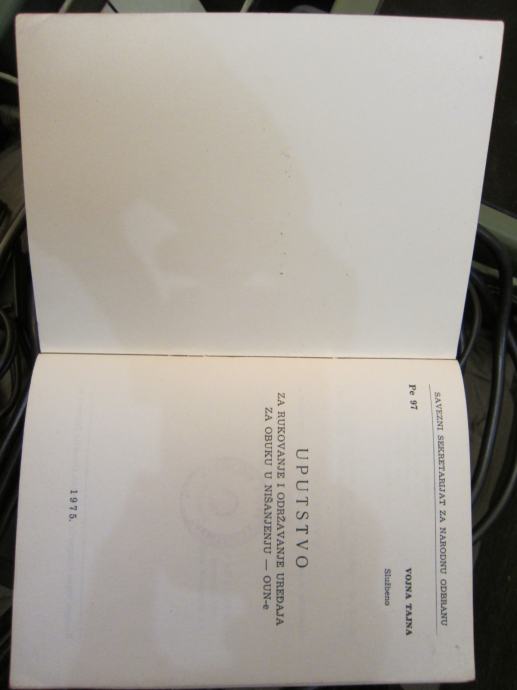 SAVEZNI SEKRETARIJAT ZA NARODNU ODBRANU
Pe 97
VOJNA TAJNA
Službeno
UPUTSTVO
ZA RUKOVANJE I ODRŽAVANJE UREĐAJA
ZA OBUKU U NIŠANJENJU — OUN-e
1975.